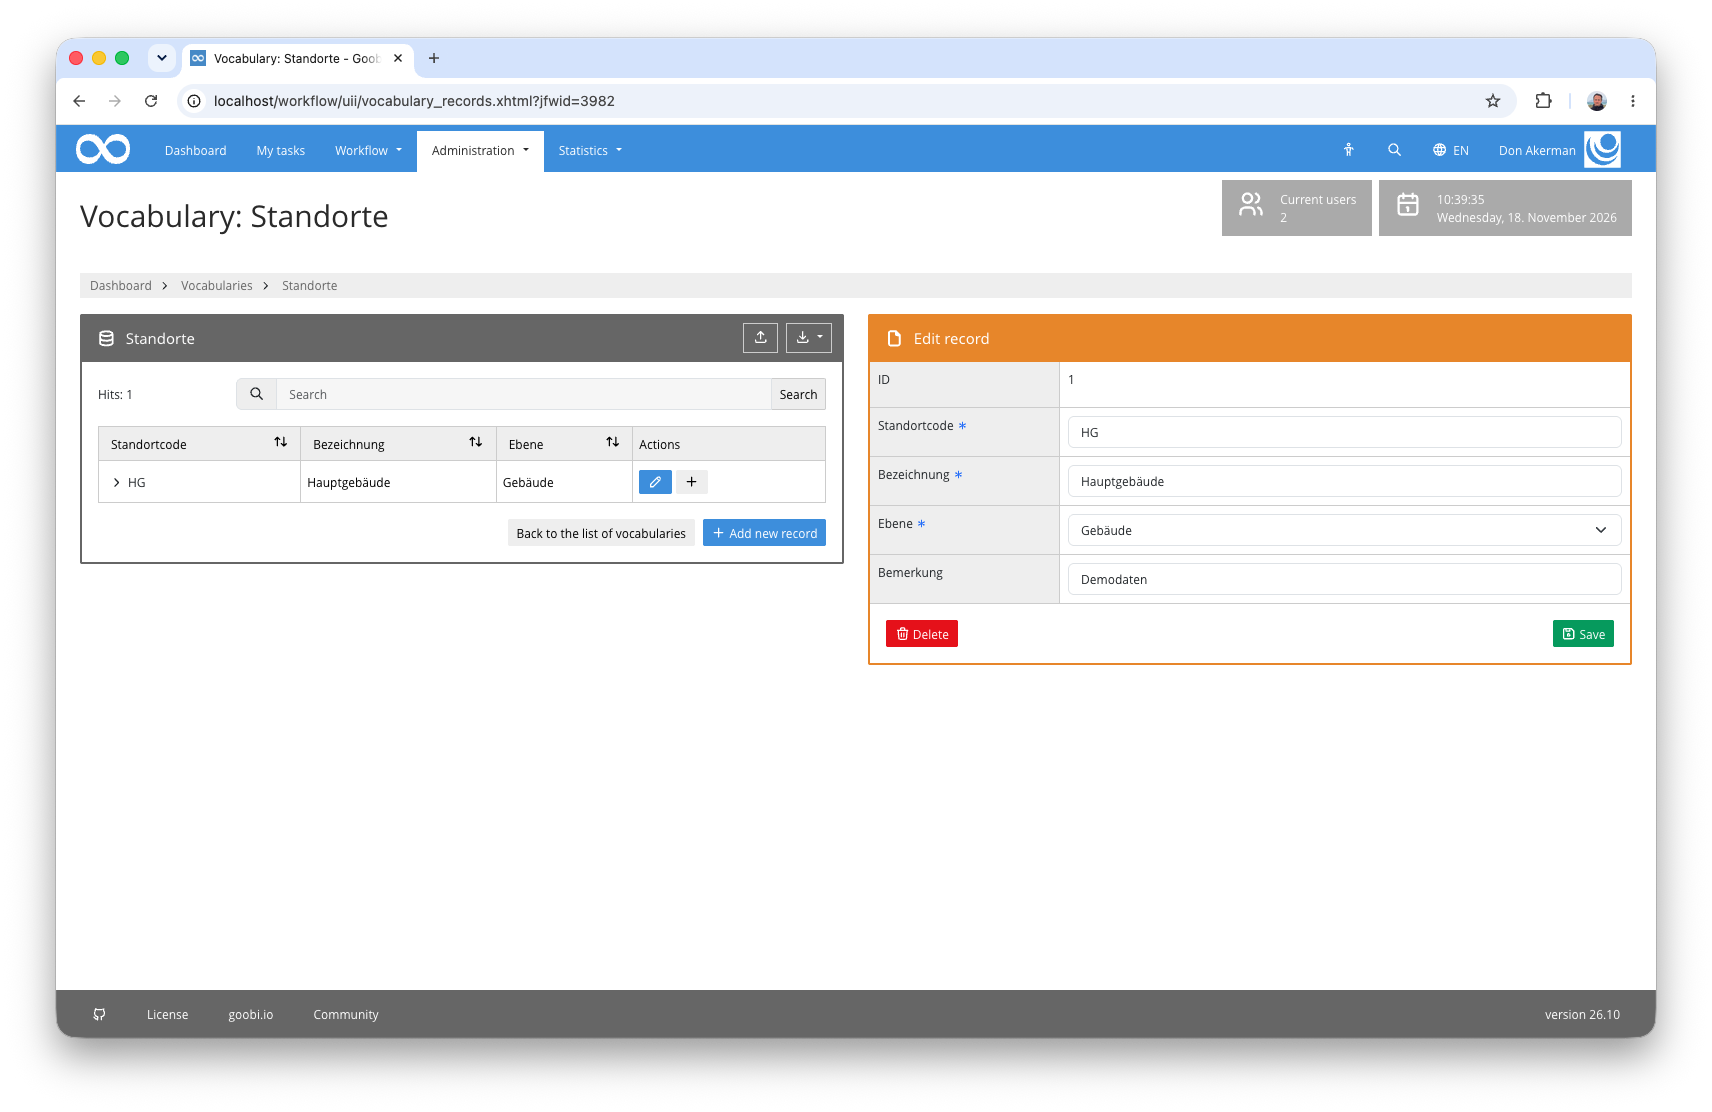 Vocabulary: Standorte - Goob
localhost/workflow/uii/vocabulary_records.xhtml?jfwid=3982
Dashboard My tasks Workflow Administration Statistics EN Don Akerman
Vocabulary: Standorte
Current users
2
10:39:35
Wednesday, 18. November 2026
Dashboard Vocabularies Standorte
Standorte
Hits: 1 Search Search
Standortcode Bezeichnung Ebene Actions
HG Hauptgebäude Gebäude
Back to the list of vocabularies Add new record
Edit record
ID 1
Standortcode * HG
Bezeichnung * Hauptgebäude
Ebene * Gebäude
Bemerkung Demodaten
Delete Save
License goobi.io Community version 26.10